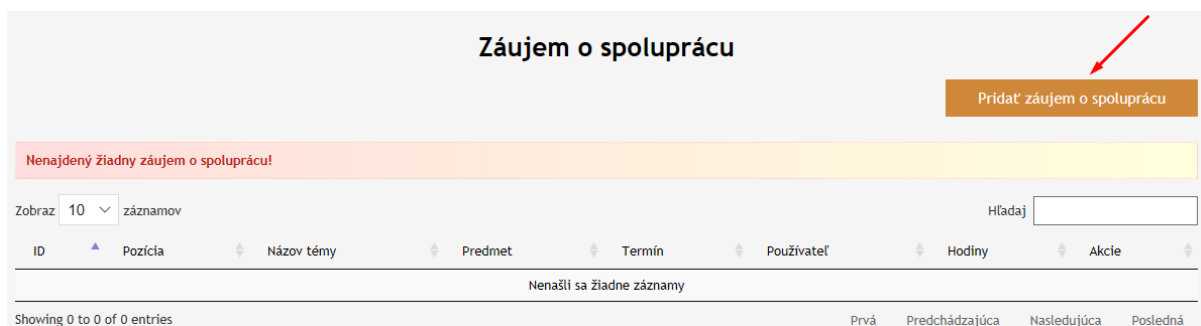 Záujem o spoluprácu
Pridať záujem o spoluprácu
Nenajdený žiadny záujem o spoluprácu!
Zobraz 10 záznamov Hľadaj
ID Pozícia Názov témy Predmet Termín Používateľ Hodiny Akcie
Nenašli sa žiadne záznamy
Showing 0 to 0 of 0 entries Prvá Predchádzajúca Nasledujúca Posledná